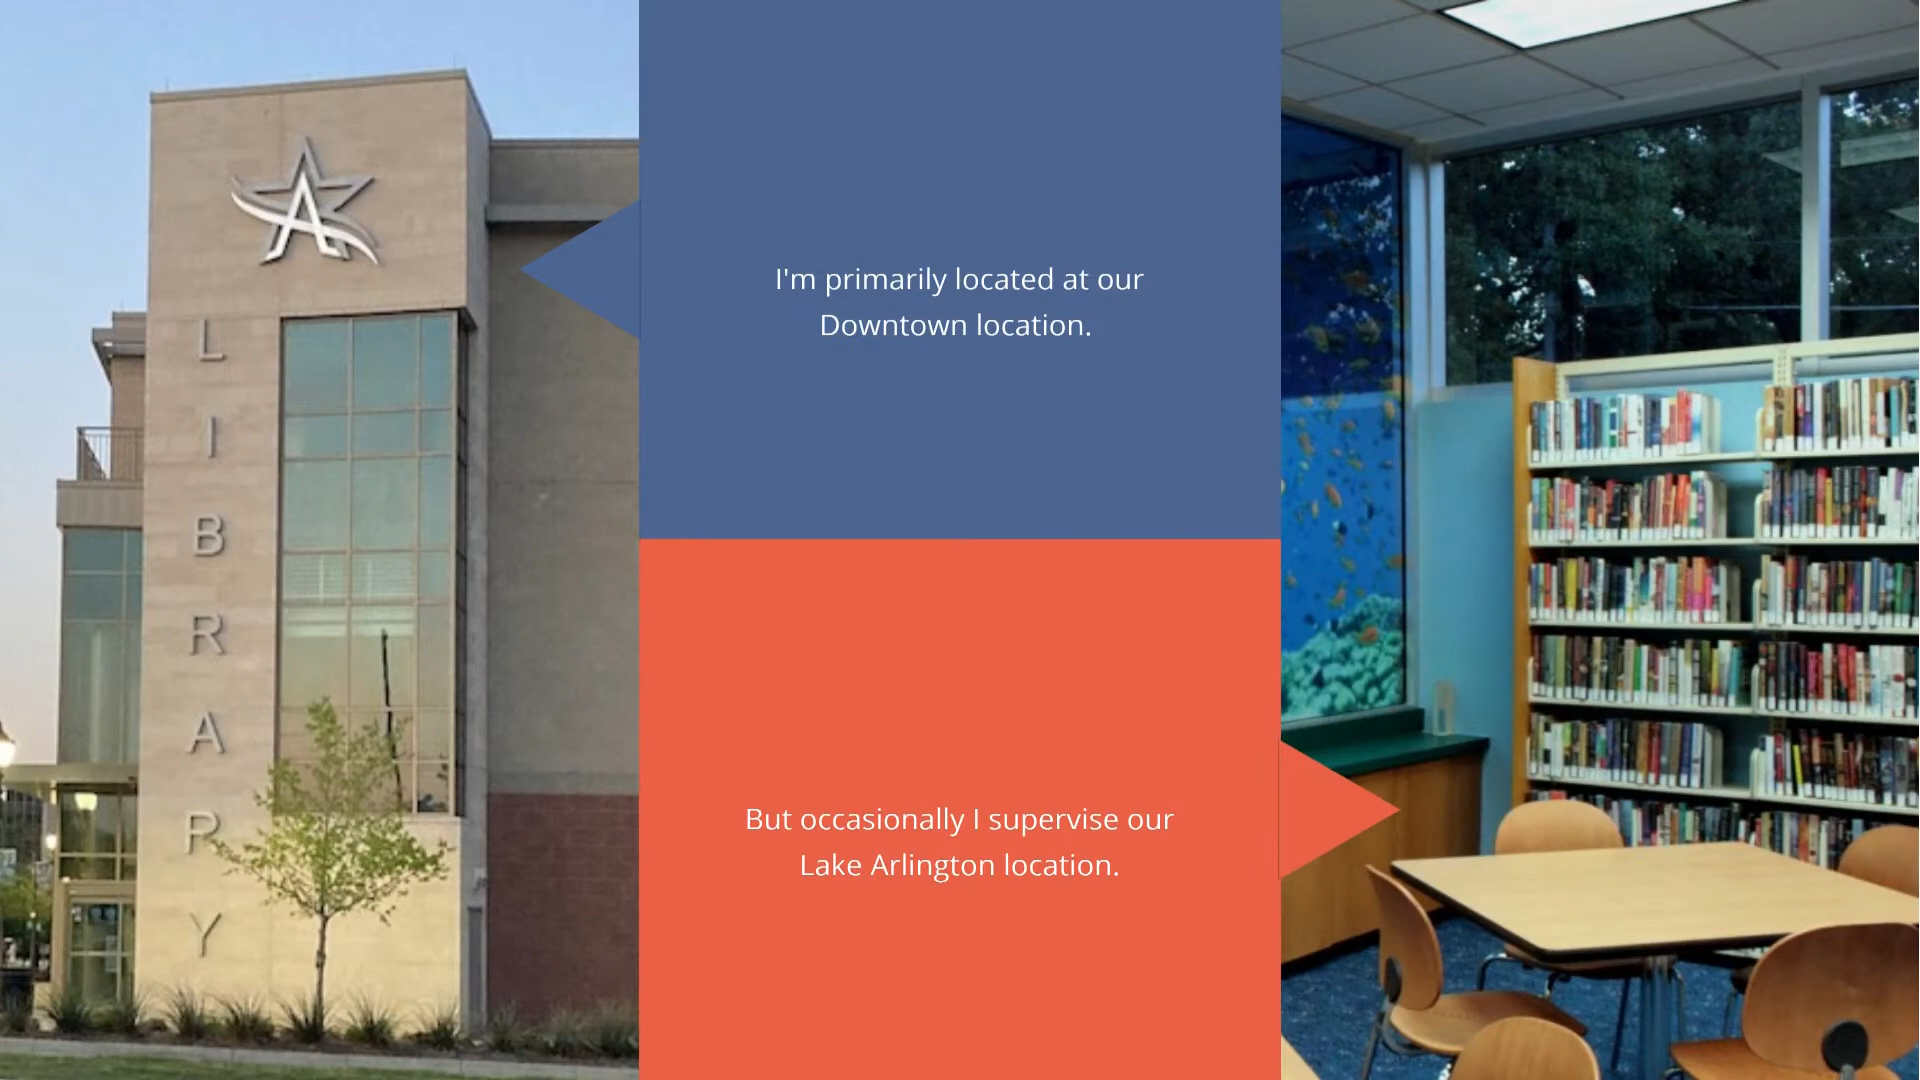 A
LIBRARY
I'm primarily located at our
Downtown location.
But occasionally I supervise our
Lake Arlington location.